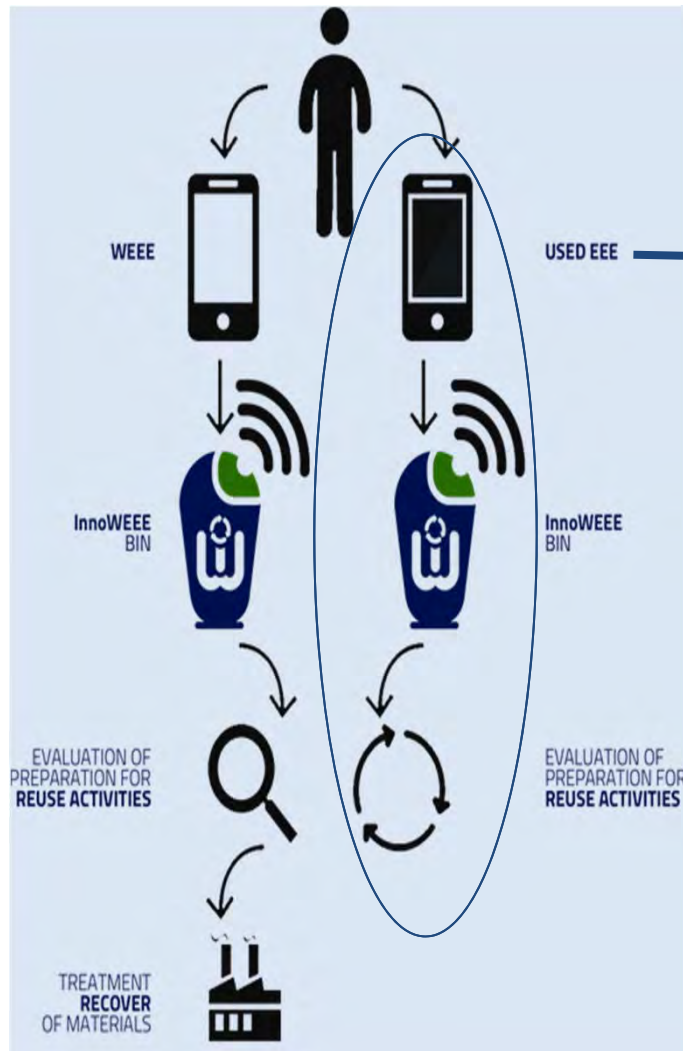 WEEE
USED EEE
InnoWEEE
BIN
InnoWEEE
BIN
EVALUATION OF
PREPARATION FOR
REUSE ACTIVITIES
EVALUATION OF
PREPARATION FOR
REUSE ACTIVITIES
TREATMENT
RECOVER
OF MATERIALS